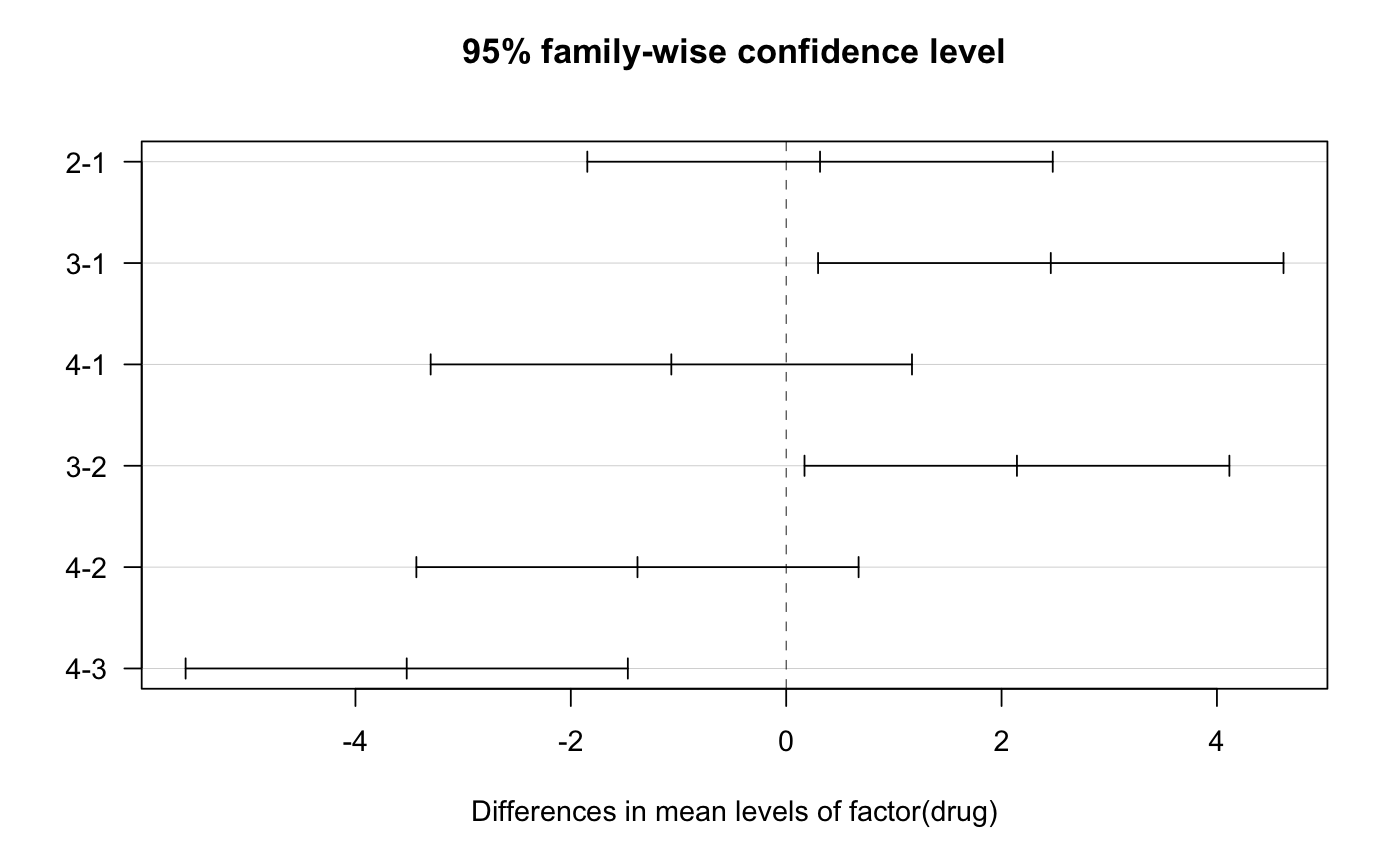 95% family-wise confidence level
2-1
3-1
4-1
3-2
4-2
4-3
-4 -2 0 2 4
Differences in mean levels of factor(drug)